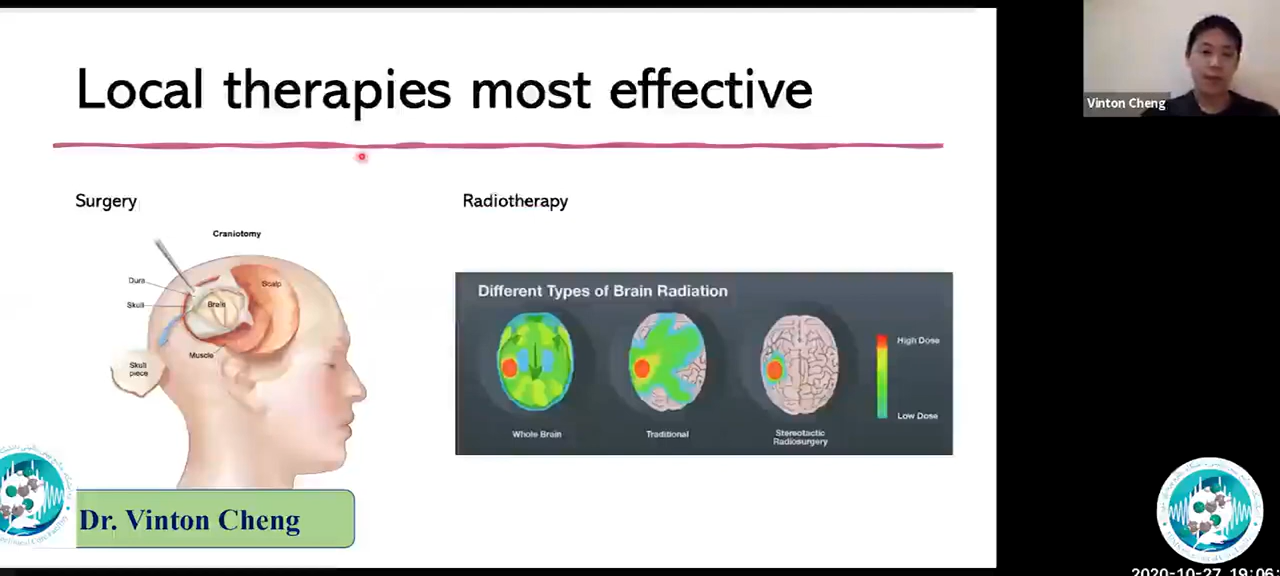 Local therapies most effective
Vinton Cheng
Surgery
Radiotherapy
Craniotomy
Dura
Scalp
Skull
Brain
Muscle
Skull
piece
Different Types of Brain Radiation
High Dose
Low Dose
Whole Brain
Traditional
Stereotactic
Radiosurgery
Dr. Vinton Cheng
2020-10-27 19:06: